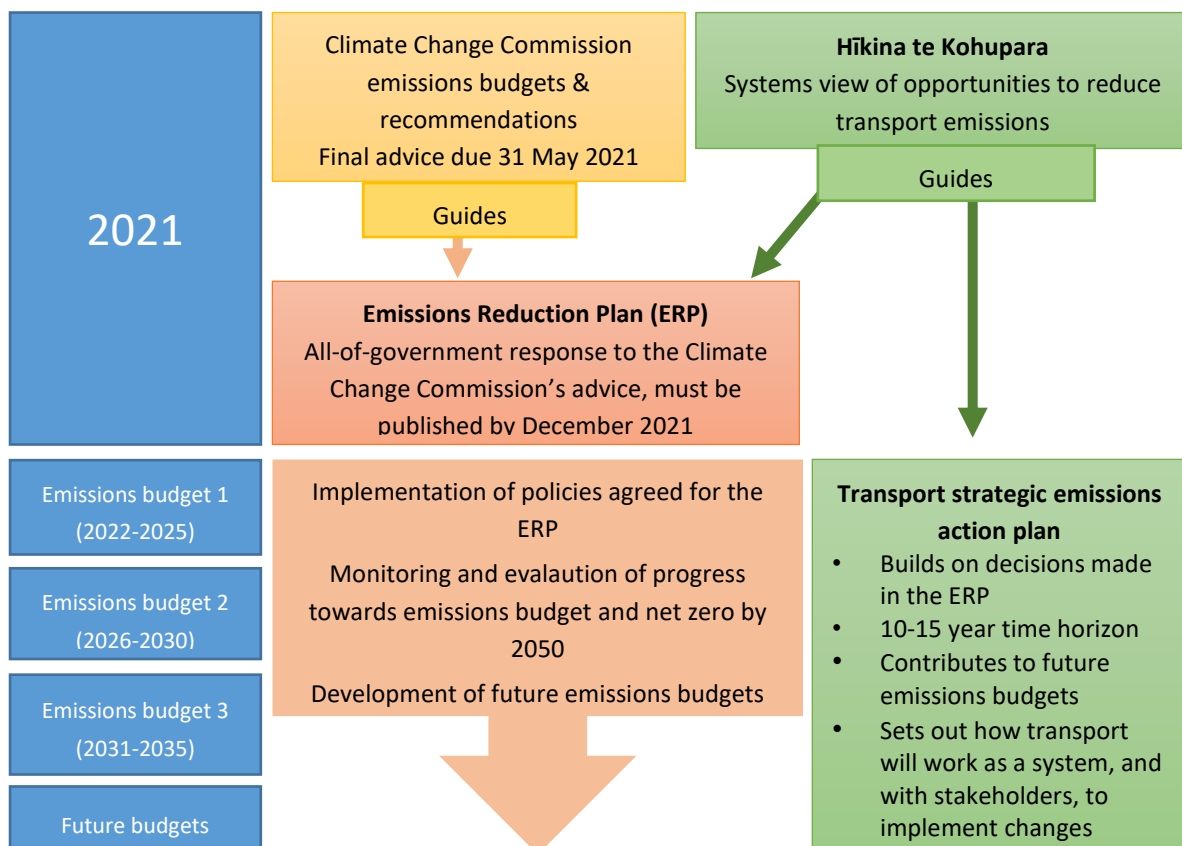 2021
Climate Change Commission
emissions budgets &
recommendations
Final advice due 31 May 2021
Guides
Hīkina te Kohupara
Systems view of opportunities to reduce
transport emissions
Guides
Emissions Reduction Plan (ERP)
All-of-government response to the Climate
Change Commission's advice, must be
published by December 2021
Emissions budget 1
(2022-2025)
Emissions budget 2
(2026-2030)
Emissions budget 3
(2031-2035)
Future budgets
Implementation of policies agreed for the
ERP
Monitoring and evalaution of progress
towards emissions budget and net zero by
2050
Development of future emissions budgets
Transport strategic emissions
action plan
• Builds on decisions made
in the ERP
• 10-15 year time horizon
• Contributes to future
emissions budgets
• Sets out how transport
will work as a system, and
with stakeholders, to
implement changes